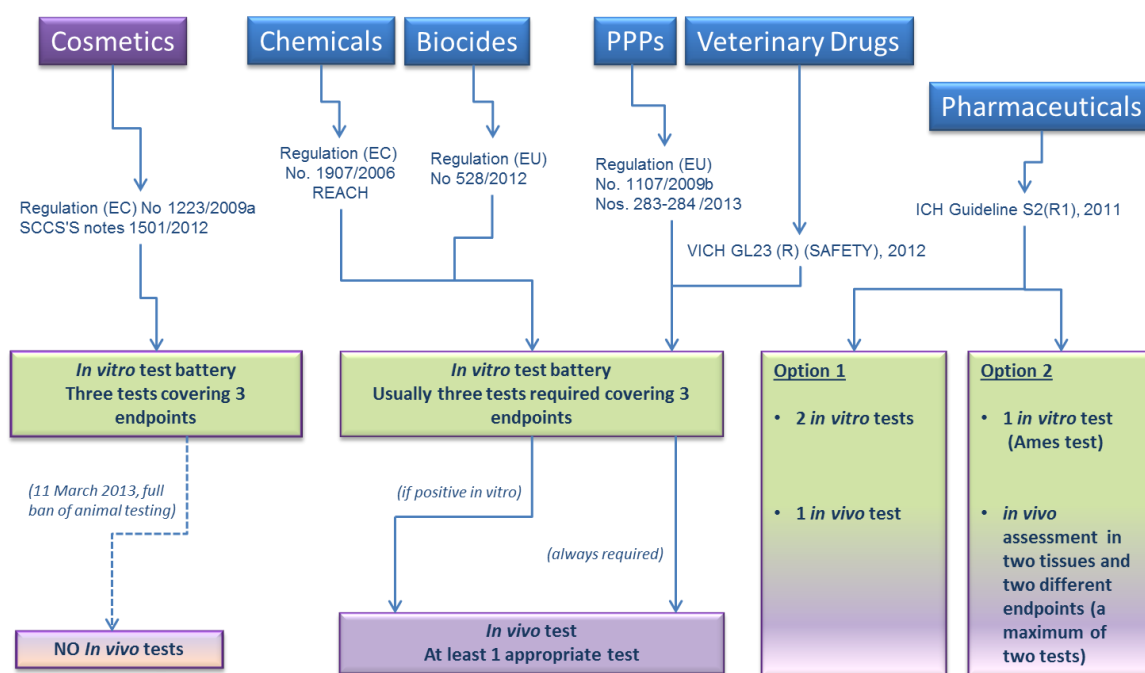 Cosmetics
Chemicals
Biocides
PPPs
Veterinary Drugs
Pharmaceuticals
Regulation (EC) No 1223/2009a
SCCS'S notes 1501/2012
Regulation (EC)
No. 1907/2006
REACH
Regulation (EU)
No 528/2012
Regulation (EU)
No. 1107/2009b
Nos. 283-284 /2013
VICH GL23 (R) (SAFETY), 2012
ICH Guideline S2(R1), 2011
In vitro test battery
Three tests covering 3
endpoints
In vitro test battery
Usually three tests required covering 3
endpoints
Option 1
• 2 in vitro tests
• 1 in vivo test
Option 2
• 1 in vitro test
(Ames test)
• in vivo
assessment in
two tissues and
two different
endpoints (a
maximum of
two tests)
(11 March 2013, full
ban of animal testing)
(if positive in vitro)
(always required)
NO In vivo tests
In vivo test
At least 1 appropriate test